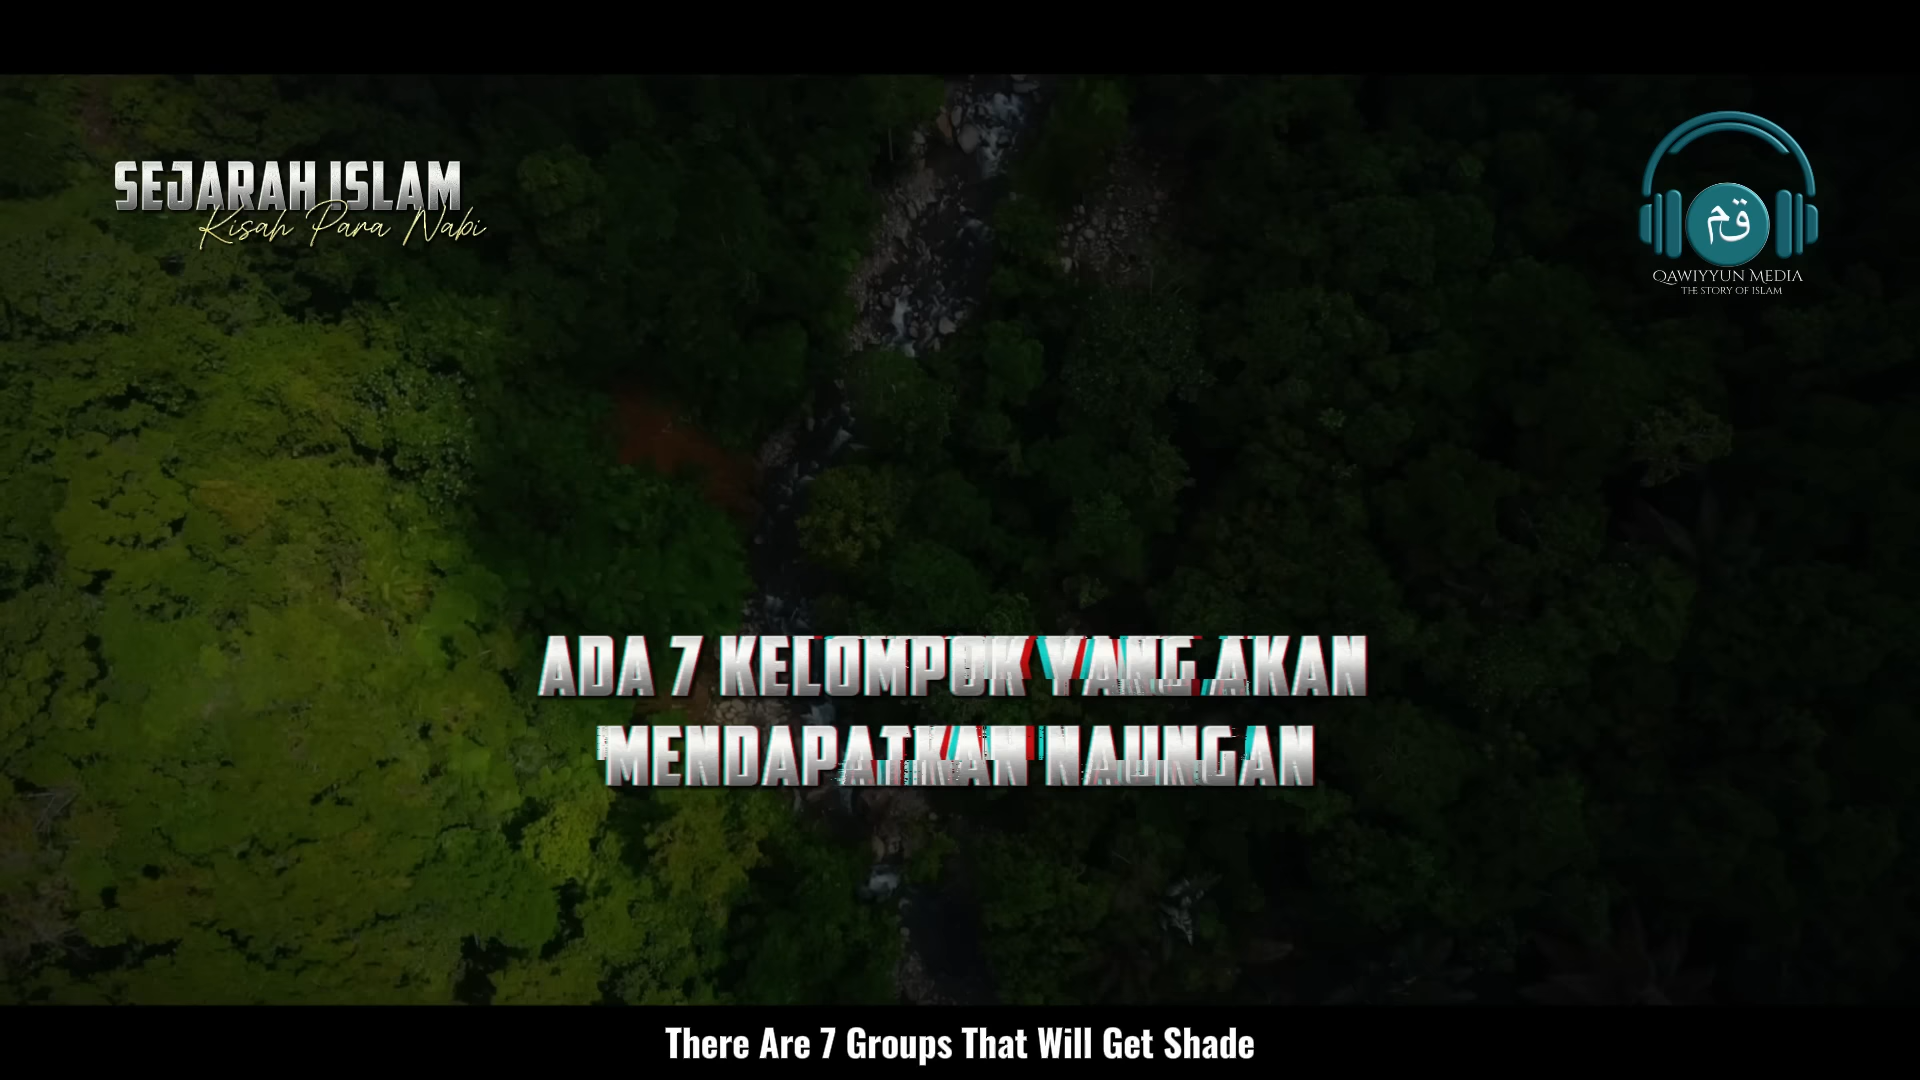 SEJARAH ISLAM
Kisah Para Nabi
قم
QAWIYYUN MEDIA
THE STORY OF ISLAM
ADA 7 KELOMPOK YANG AKAN
MENDAPATKAN NAUNGAN
There Are 7 Groups That Will Get Shade